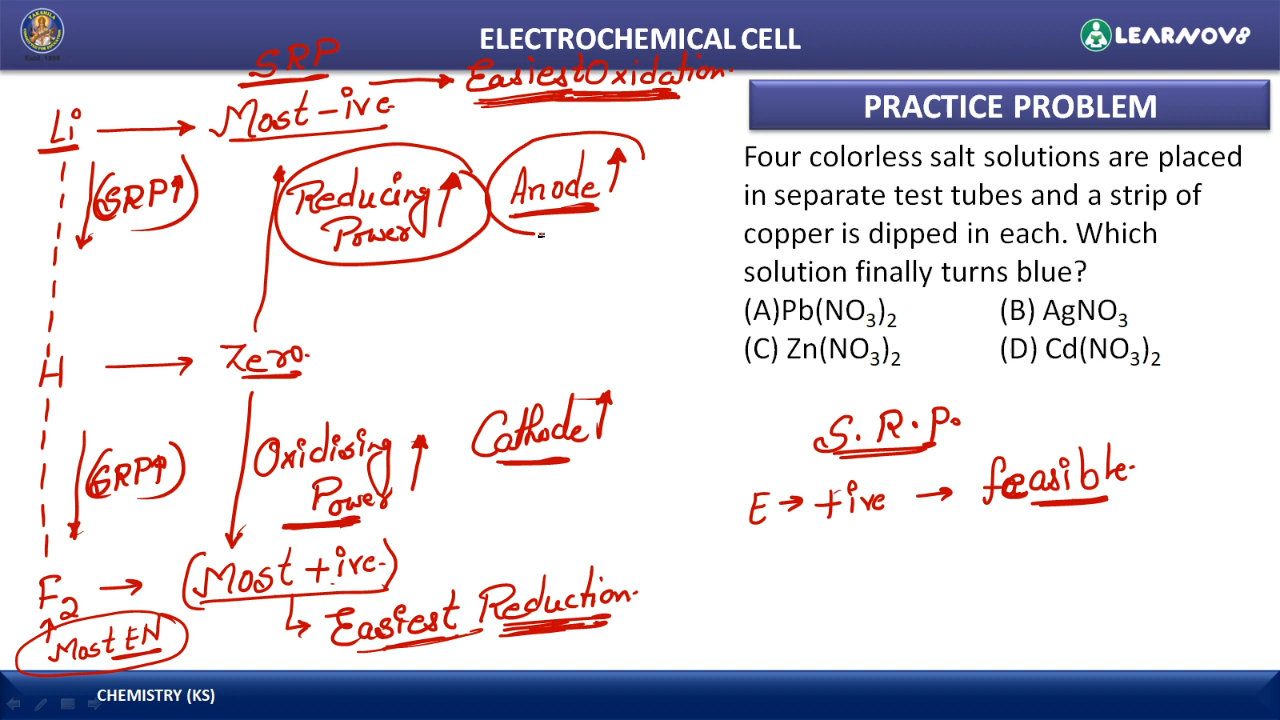 ELECTROCHEMICAL CELL
LEARNOV8
SRP → Easiest Oxidation.
Li → Most -ive
SRP↑
Reducing Power ↑
Anode ↑
H → Zero.
SRP↑
Oxidising Power ↑
Cathode ↑
F2 → (Most +ive.)
↳ Easiest Reduction.
Most EN
PRACTICE PROBLEM
Four colorless salt solutions are placed
in separate test tubes and a strip of
copper is dipped in each. Which
solution finally turns blue?
(A)Pb(NO₃)₂ (B) AgNO₃
(C) Zn(NO₃)₂ (D) Cd(NO₃)₂
S.R.P.
E → +ive → feasible.
CHEMISTRY (KS)